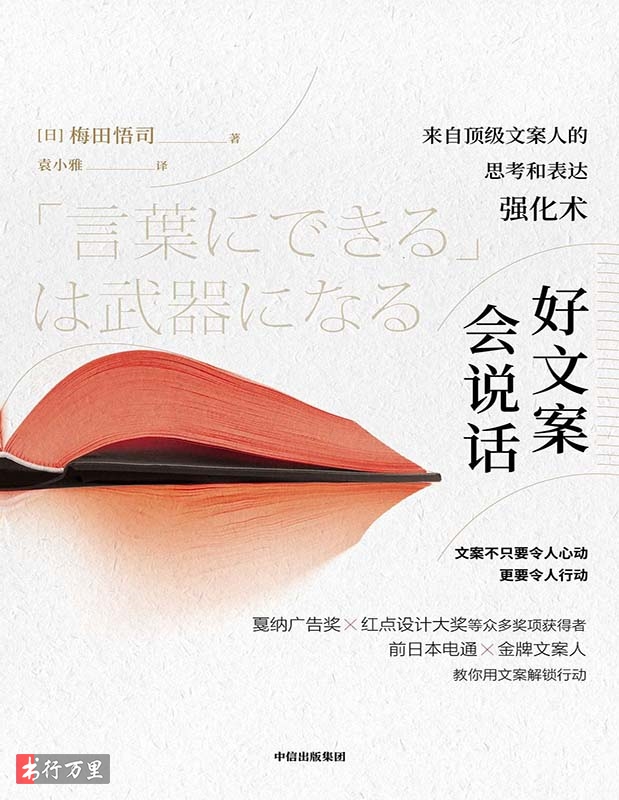 [日] 梅田悟司 著
袁小雅 译
来自顶级文案人的
思考和表达
强化术
「言葉にできる」
は武器になる
好文案
会说话
文案不只要令人心动
更要令人行动
戛纳广告奖×红点设计大奖等众多奖项获得者
前日本电通×金牌文案人
教你用文案解锁行动
中信出版集团
书行万里